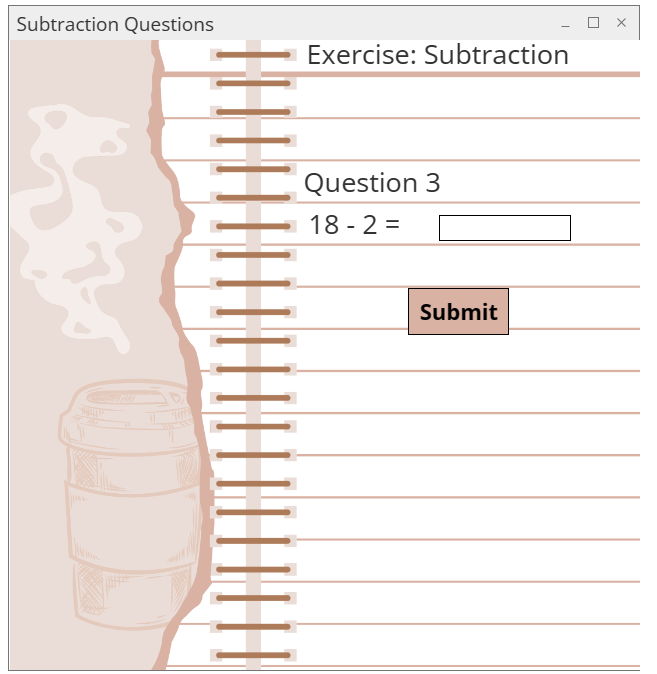 Subtraction Questions
Exercise: Subtraction
Question 3
18 - 2 =
Submit